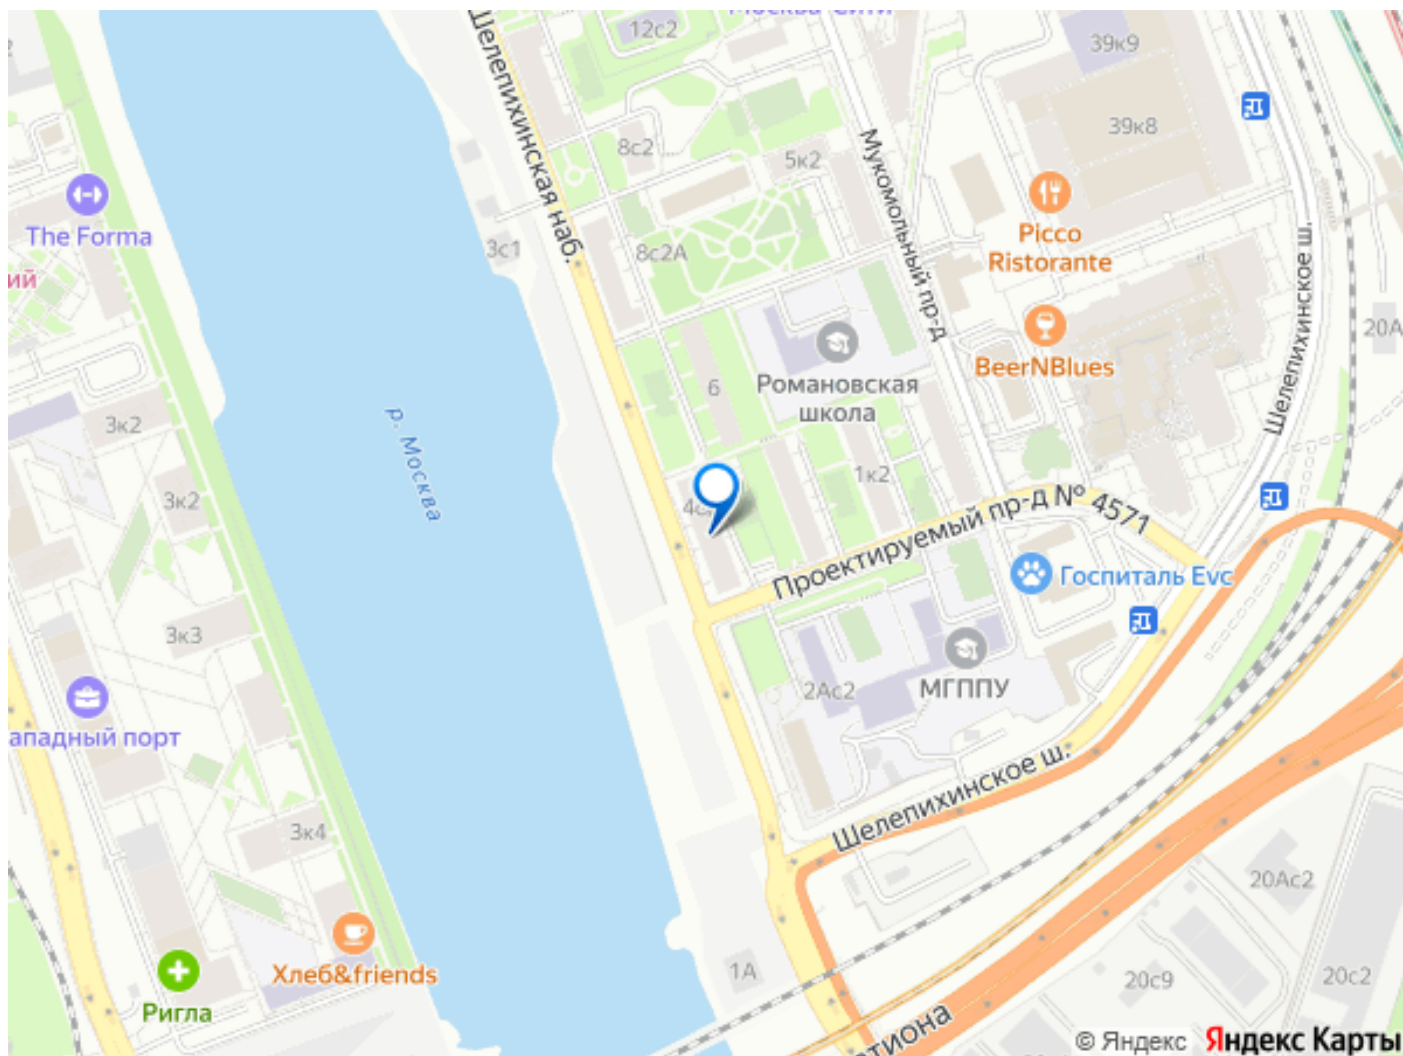 12с2
39к9
Шелепихинская наб.
39к8
Мукомольный пр-д
8с2
5к2
The Forma
ий
3с1
8с2А
Picco
Ristorante
Шелепихинское ш.
20А
BeerNBlues
Романовская
школа
6
3к2
р. Москва
1к2
3к2
Проектируемый пр-д № 4571
Госпиталь Evc
3к3
2Ас2
МГППУ
ападный порт
Шелепихинское ш.
3к4
20Ас2
Хлеб&friends
1А
20с9
20с2
Ригла
© Яндекс Яндекс Карты